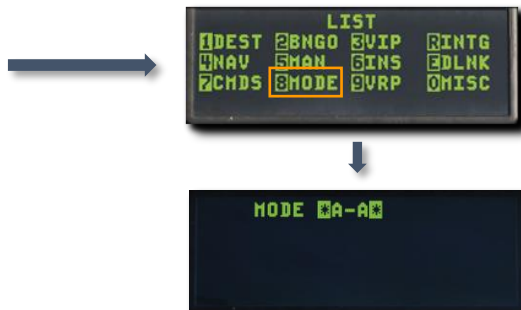 LIST
1DEST 2BNGO 3VIP RINTG
4NAV 5MAN 6INS EDLNK
7CMDS 8MODE 9VRP 0MISC
MODE *A-A*